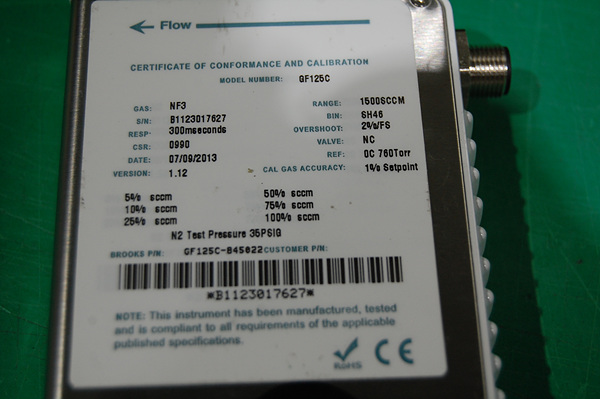 Flow
CERTIFICATE OF CONFORMANCE AND CALIBRATION
MODEL NUMBER: GF125C
GAS: NF3 RANGE: 1500SCCM
S/N: B1123017627 BIN: SH46
RESP: 300mseconds OVERSHOOT: 2%/FS
CSR: 0990 VALVE: NC
DATE: 07/09/2013 REF: 0C 760Torr
VERSION: 1.12 CAL GAS ACCURACY: 1% Setpoint
5% sccm 50% sccm
10% sccm 75% sccm
25% sccm 100% sccm
N2 Test Pressure 35PSIG
BROOKS P/N: GF125C-845022 CUSTOMER P/N:
*B1123017627*
NOTE: This instrument has been manufactured, tested
and is compliant to all requirements of the applicable
published specifications.
RoHS CE